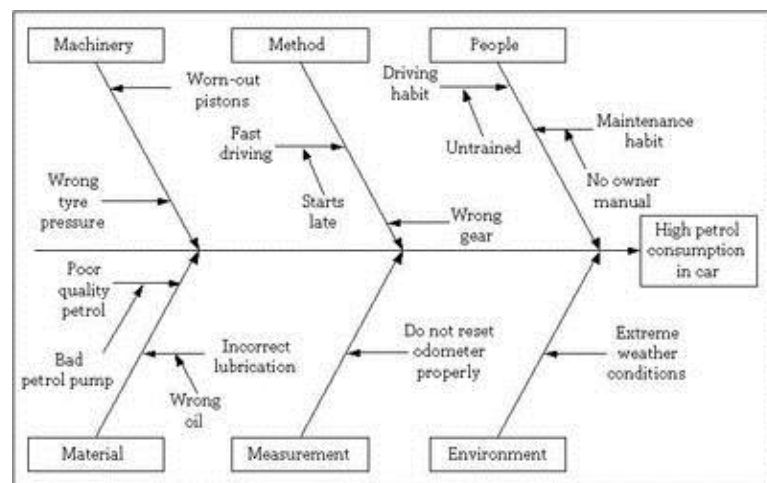 Machinery
Method
People
Worn-out
pistons
Driving
habit
Fast
driving
Untrained
Maintenance
habit
Wrong
tyre
pressure
Starts
late
Wrong
gear
No owner
manual
High petrol
consumption
in car
Poor
quality
petrol
Bad
petrol pump
Incorrect
lubrication
Wrong
oil
Do not reset
odometer
properly
Extreme
weather
conditions
Material
Measurement
Environment